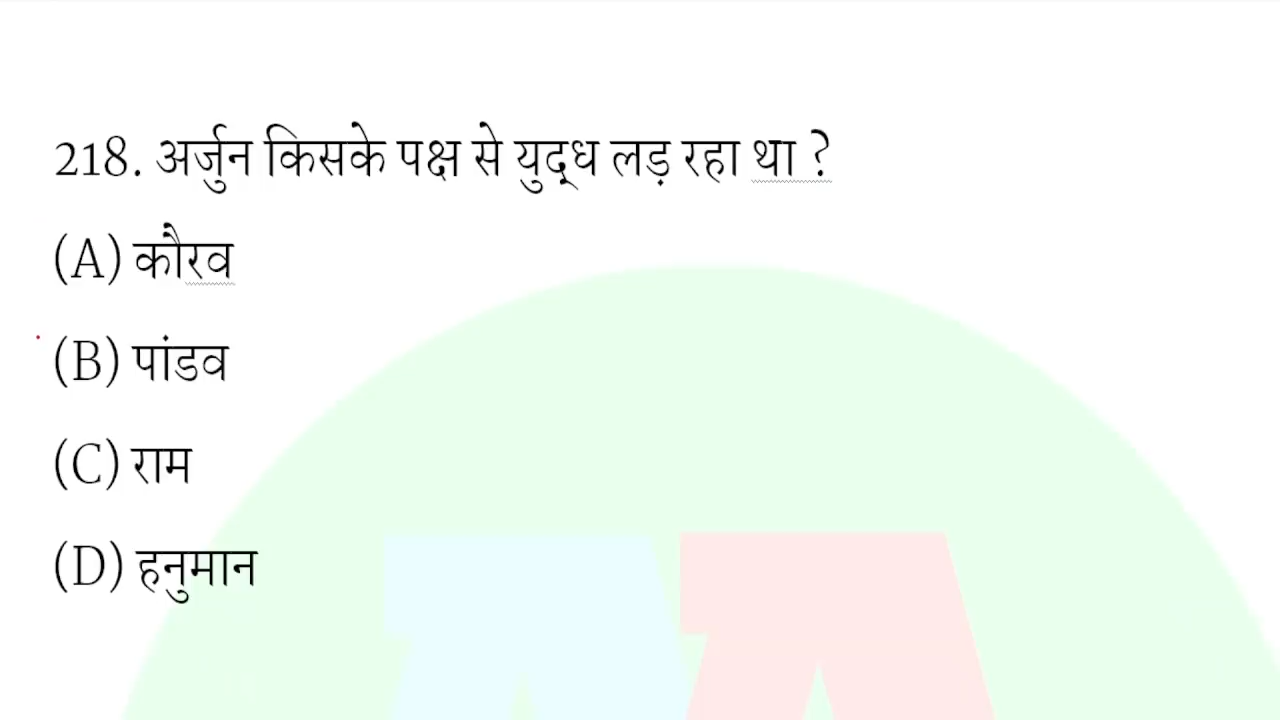 218. अर्जुन किसके पक्ष से युद्ध लड़ रहा था ?
(A) कौरव
(B) पांडव
(C) राम
(D) हनुमान